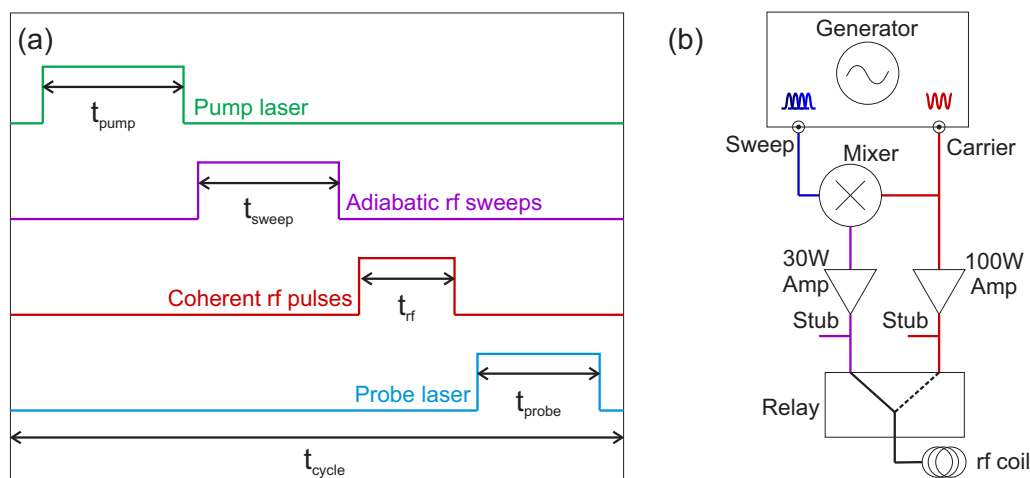 (a)
Pump laser
t_pump
Adiabatic rf sweeps
t_sweep
Coherent rf pulses
t_rf
Probe laser
t_probe
t_cycle
(b)
Generator
Sweep
Mixer
Carrier
30W
Amp
100W
Amp
Stub
Stub
Relay
rf coil